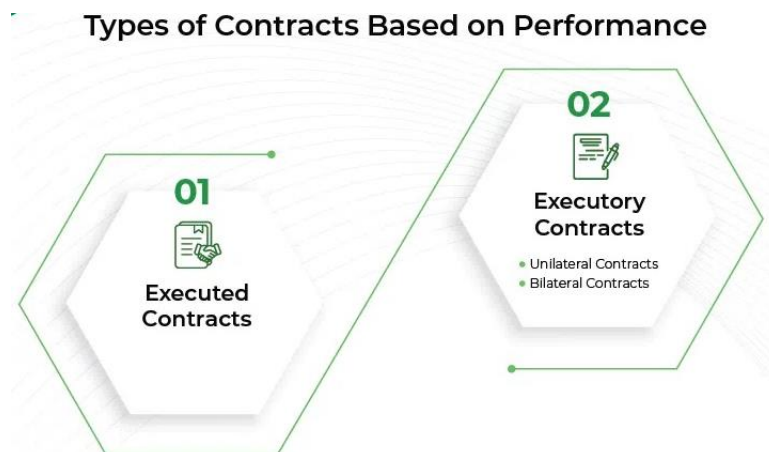 Types of Contracts Based on Performance
01
Executed
Contracts
02
Executory
Contracts
• Unilateral Contracts
• Bilateral Contracts